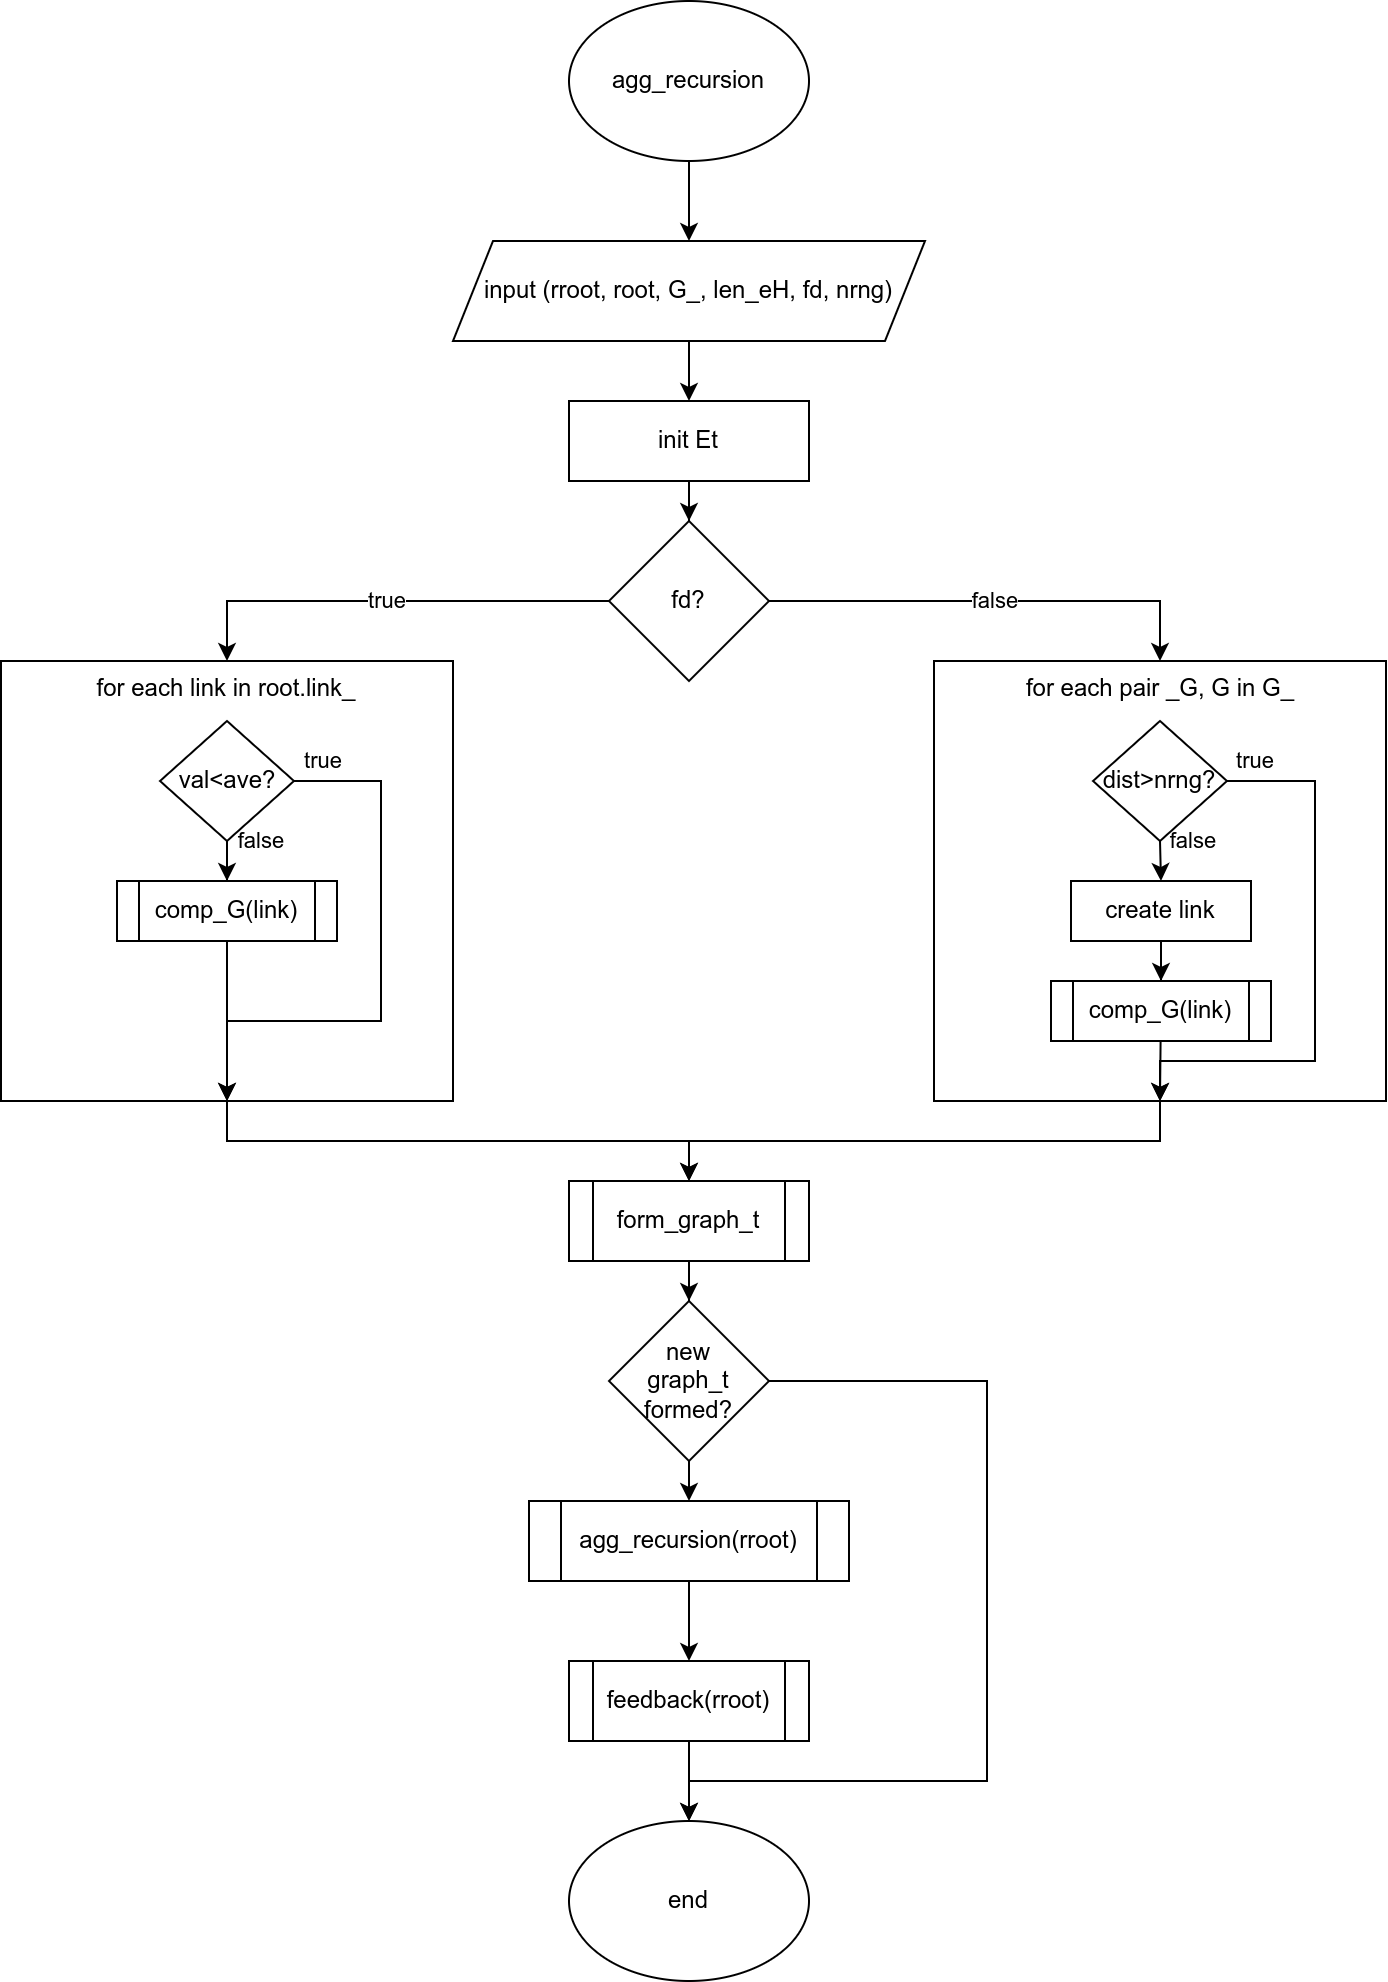 agg_recursion
input (rroot, root, G_, len_eH, fd, nrng)
init Et
fd?
true
false
for each link in root.link_
val<ave?
true
false
comp_G(link)
for each pair _G, G in G_
dist>nrng?
true
false
create link
comp_G(link)
form_graph_t
new
graph_t
formed?
agg_recursion(rroot)
feedback(rroot)
end